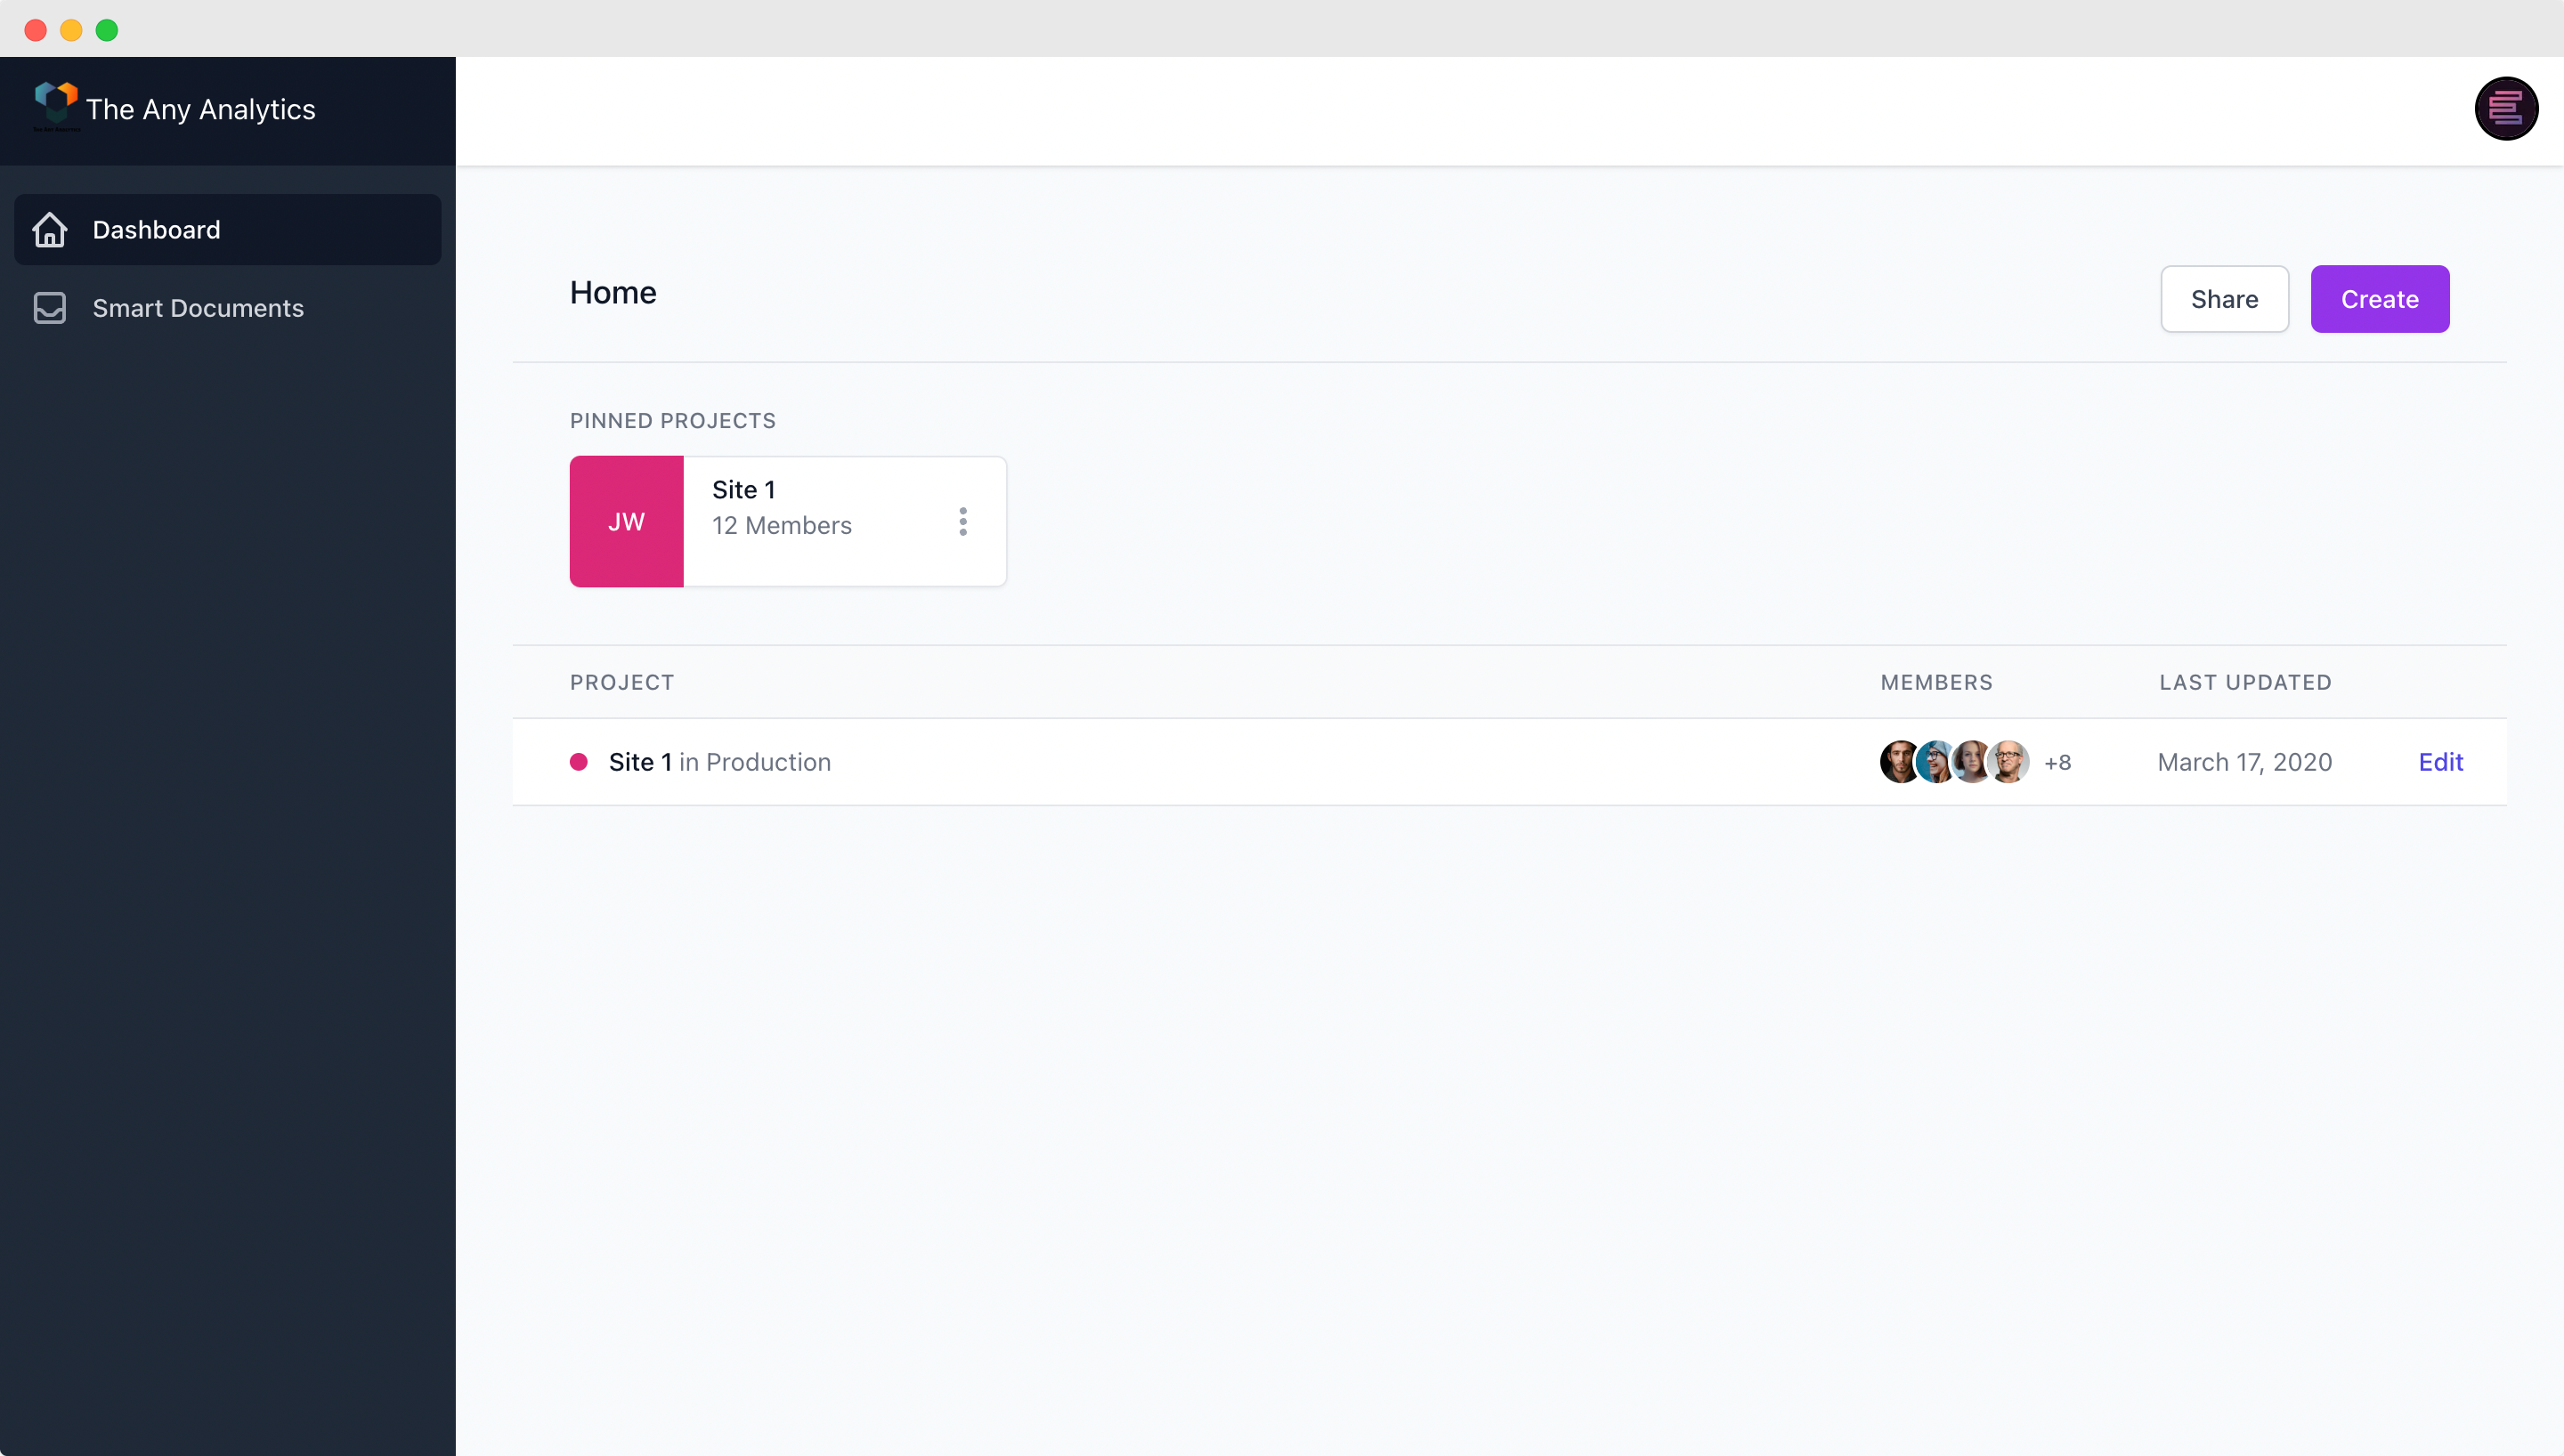 The Any Analytics
Dashboard
Smart Documents
Home
Share
Create
PINNED PROJECTS
JW
Site 1
12 Members
PROJECT
MEMBERS
LAST UPDATED
Site 1 in Production
+8
March 17, 2020
Edit